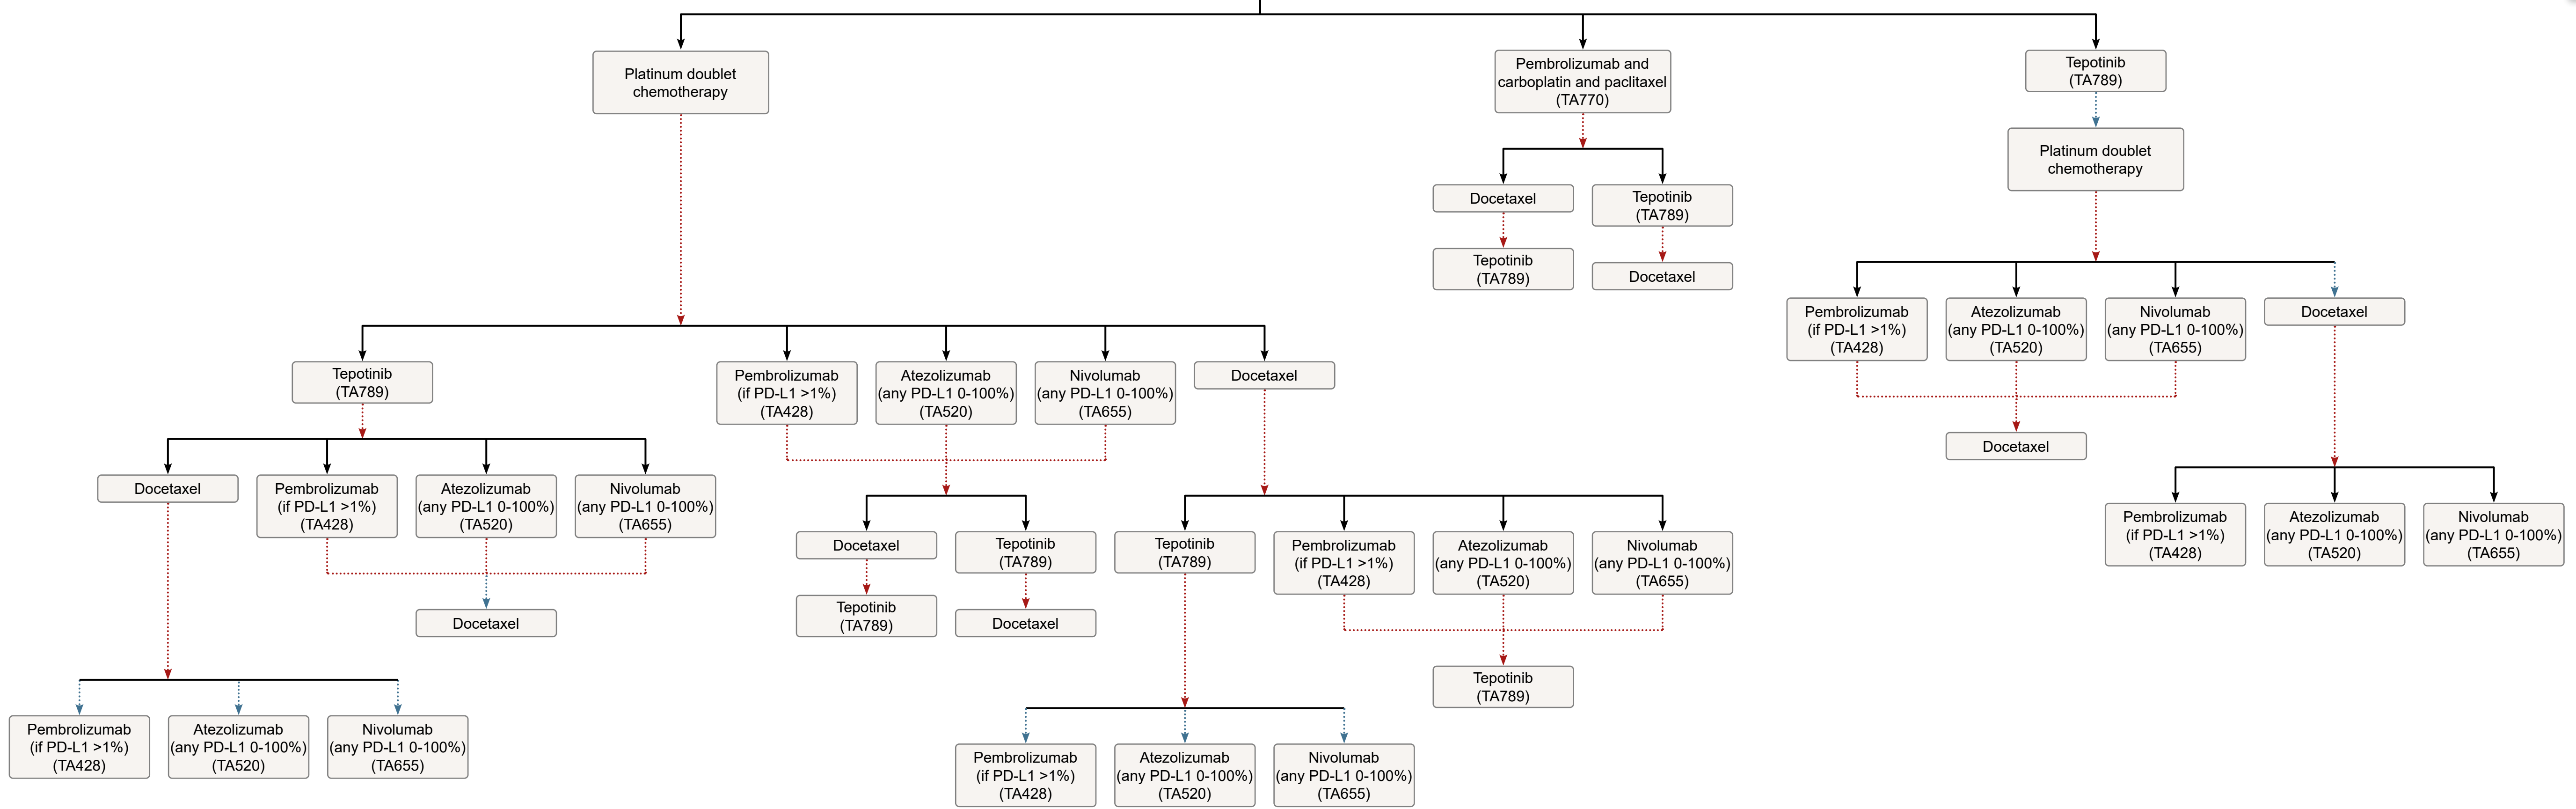 Platinum doublet
chemotherapy
Pembrolizumab and
carboplatin and paclitaxel
(TA770)
Tepotinib
(TA789)
Platinum doublet
chemotherapy
Docetaxel
Tepotinib
(TA789)
Tepotinib
(TA789)
Docetaxel
Pembrolizumab
(if PD-L1 >1%)
(TA428)
Atezolizumab
(any PD-L1 0-100%)
(TA520)
Nivolumab
(any PD-L1 0-100%)
(TA655)
Docetaxel
Tepotinib
(TA789)
Pembrolizumab
(if PD-L1 >1%)
(TA428)
Atezolizumab
(any PD-L1 0-100%)
(TA520)
Nivolumab
(any PD-L1 0-100%)
(TA655)
Docetaxel
Docetaxel
Docetaxel
Pembrolizumab
(if PD-L1 >1%)
(TA428)
Atezolizumab
(any PD-L1 0-100%)
(TA520)
Nivolumab
(any PD-L1 0-100%)
(TA655)
Docetaxel
Tepotinib
(TA789)
Tepotinib
(TA789)
Pembrolizumab
(if PD-L1 >1%)
(TA428)
Atezolizumab
(any PD-L1 0-100%)
(TA520)
Nivolumab
(any PD-L1 0-100%)
(TA655)
Pembrolizumab
(if PD-L1 >1%)
(TA428)
Atezolizumab
(any PD-L1 0-100%)
(TA520)
Nivolumab
(any PD-L1 0-100%)
(TA655)
Docetaxel
Tepotinib
(TA789)
Docetaxel
Tepotinib
(TA789)
Pembrolizumab
(if PD-L1 >1%)
(TA428)
Atezolizumab
(any PD-L1 0-100%)
(TA520)
Nivolumab
(any PD-L1 0-100%)
(TA655)
Pembrolizumab
(if PD-L1 >1%)
(TA428)
Atezolizumab
(any PD-L1 0-100%)
(TA520)
Nivolumab
(any PD-L1 0-100%)
(TA655)